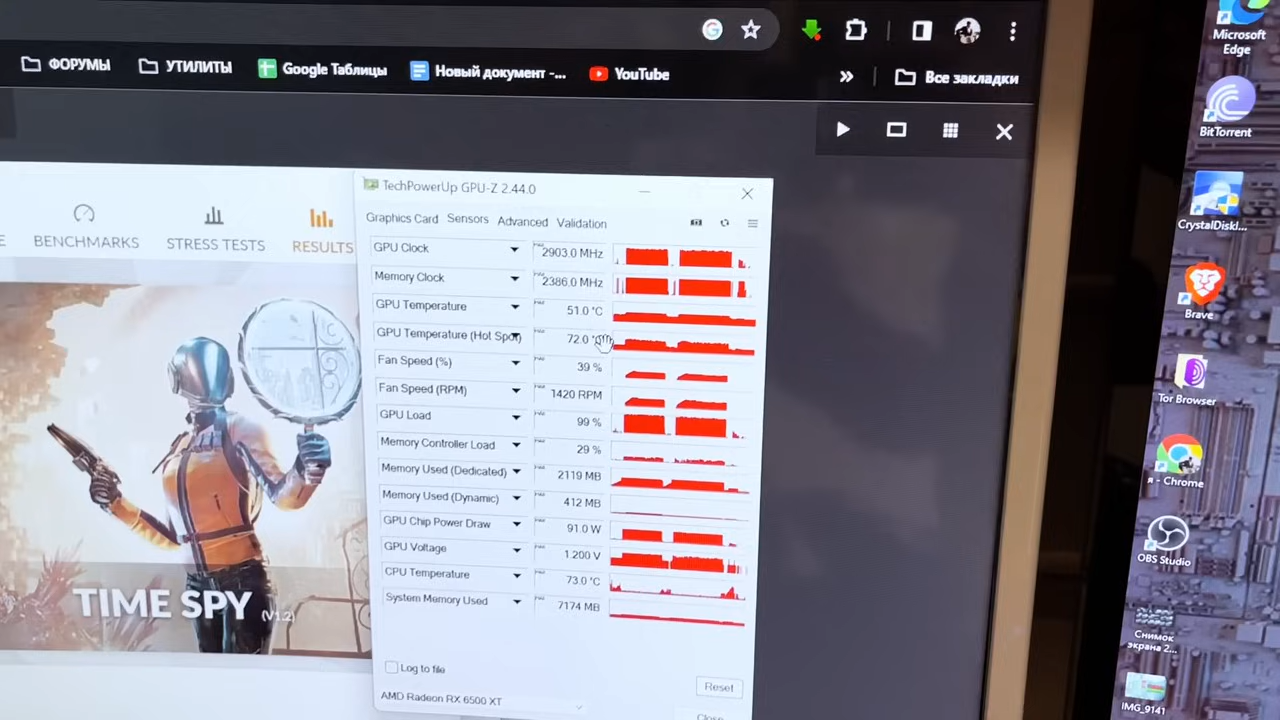 ФОРУМЫ
УТИЛИТЫ
Google Таблицы
Новый документ -...
YouTube
»
Все закладки
BENCHMARKS
STRESS TESTS
RESULTS
TIME SPY (V1.2)
TechPowerUp GPU-Z 2.44.0
Graphics Card Sensors Advanced Validation
GPU Clock 2903.0 MHz
Memory Clock 2386.0 MHz
GPU Temperature 51.0 °C
GPU Temperature (Hot Spot) 72.0 °C
Fan Speed (%) 39 %
Fan Speed (RPM) 1420 RPM
GPU Load 99 %
Memory Controller Load 29 %
Memory Used (Dedicated) 2119 MB
Memory Used (Dynamic) 412 MB
GPU Chip Power Draw 91.0 W
GPU Voltage 1.200 V
CPU Temperature 73.0 °C
System Memory Used 7174 MB
Log to file
Reset
AMD Radeon RX 6500 XT
Close
Microsoft
Edge
BitTorrent
CrystalDiskI...
Brave
Tor Browser
я - Chrome
OBS Studio
Снимок
экрана 2...
IMG_9141